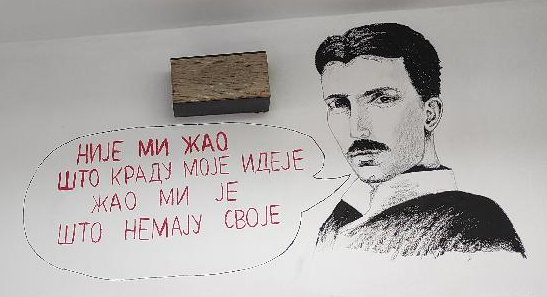 НИЈЕ МИ ЖАО
ШТО КРАДУ МОЈЕ ИДЕЈЕ
ЖАО МИ ЈЕ
ШТО НЕМАЈУ СВОЈЕ